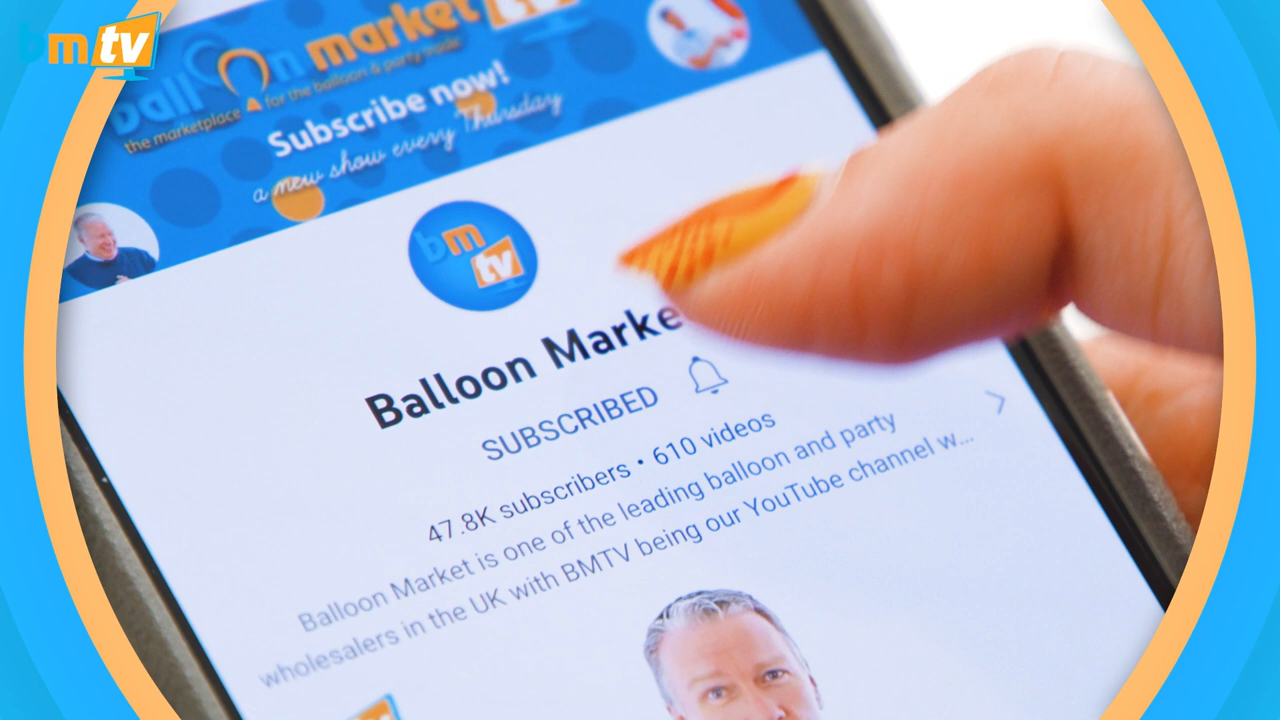 bmtv
balloon market
tv
the marketplace for the balloon & party trade
Subscribe now!
a new show every Thursday
bm
tv
Balloon Marke
SUBSCRIBED
47.8K subscribers • 610 videos
Balloon Market is one of the leading balloon and party
wholesalers in the UK with BMTV being our YouTube channel w...